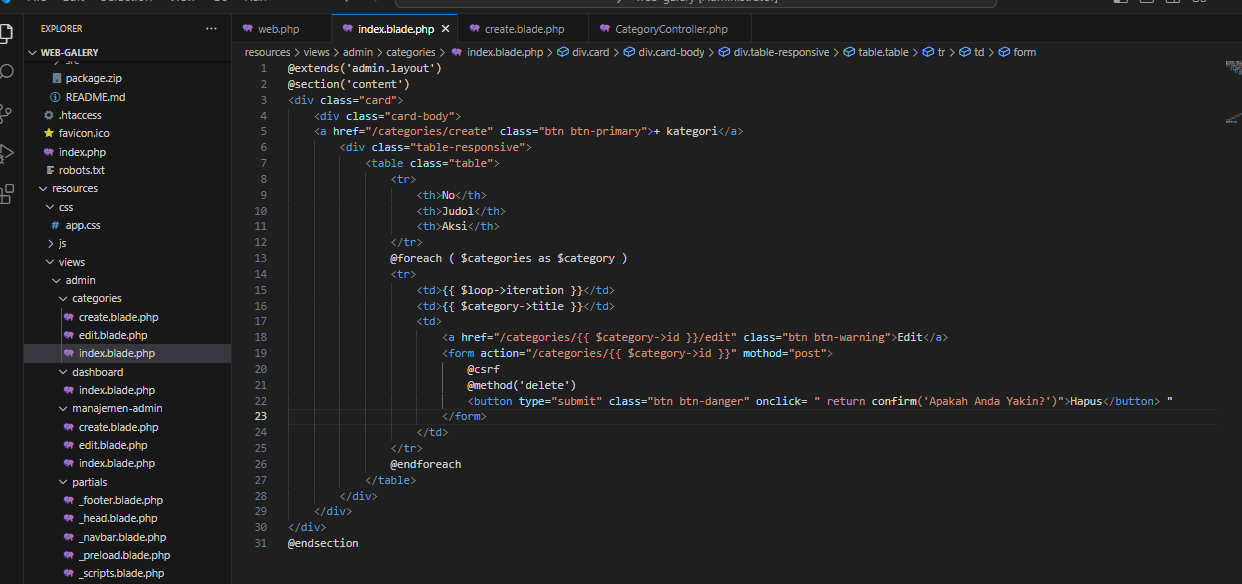 EXPLORER
WEB-GALERY
package.zip
README.md
.htaccess
favicon.ico
index.php
robots.txt
resources
css
# app.css
js
views
admin
categories
create.blade.php
edit.blade.php
index.blade.php
dashboard
index.blade.php
manajemen-admin
create.blade.php
edit.blade.php
index.blade.php
partials
_footer.blade.php
_head.blade.php
_navbar.blade.php
_preload.blade.php
_scripts.blade.php
web.php index.blade.php create.blade.php CategoryController.php
resources > views > admin > categories > index.blade.php > div.card > div.card-body > div.table-responsive > table.table > tr > td > form
1 @extends('admin.layout')
2 @section('content')
3 <div class="card">
4 <div class="card-body">
5 <a href="/categories/create" class="btn btn-primary">+ kategori</a>
6 <div class="table-responsive">
7 <table class="table">
8 <tr>
9 <th>No</th>
10 <th>Judol</th>
11 <th>Aksi</th>
12 </tr>
13 @foreach ( $categories as $category )
14 <tr>
15 <td>{{ $loop->iteration }}</td>
16 <td>{{ $category->title }}</td>
17 <td>
18 <a href="/categories/{{ $category->id }}/edit" class="btn btn-warning">Edit</a>
19 <form action="/categories/{{ $category->id }}" mothod="post">
20 @csrf
21 @method('delete')
22 <button type="submit" class="btn btn-danger" onclick= " return confirm('Apakah Anda Yakin?')">Hapus</button> "
23 </form>
24 </td>
25 </tr>
26 @endforeach
27 </table>
28 </div>
29 </div>
30 </div>
31 @endsection